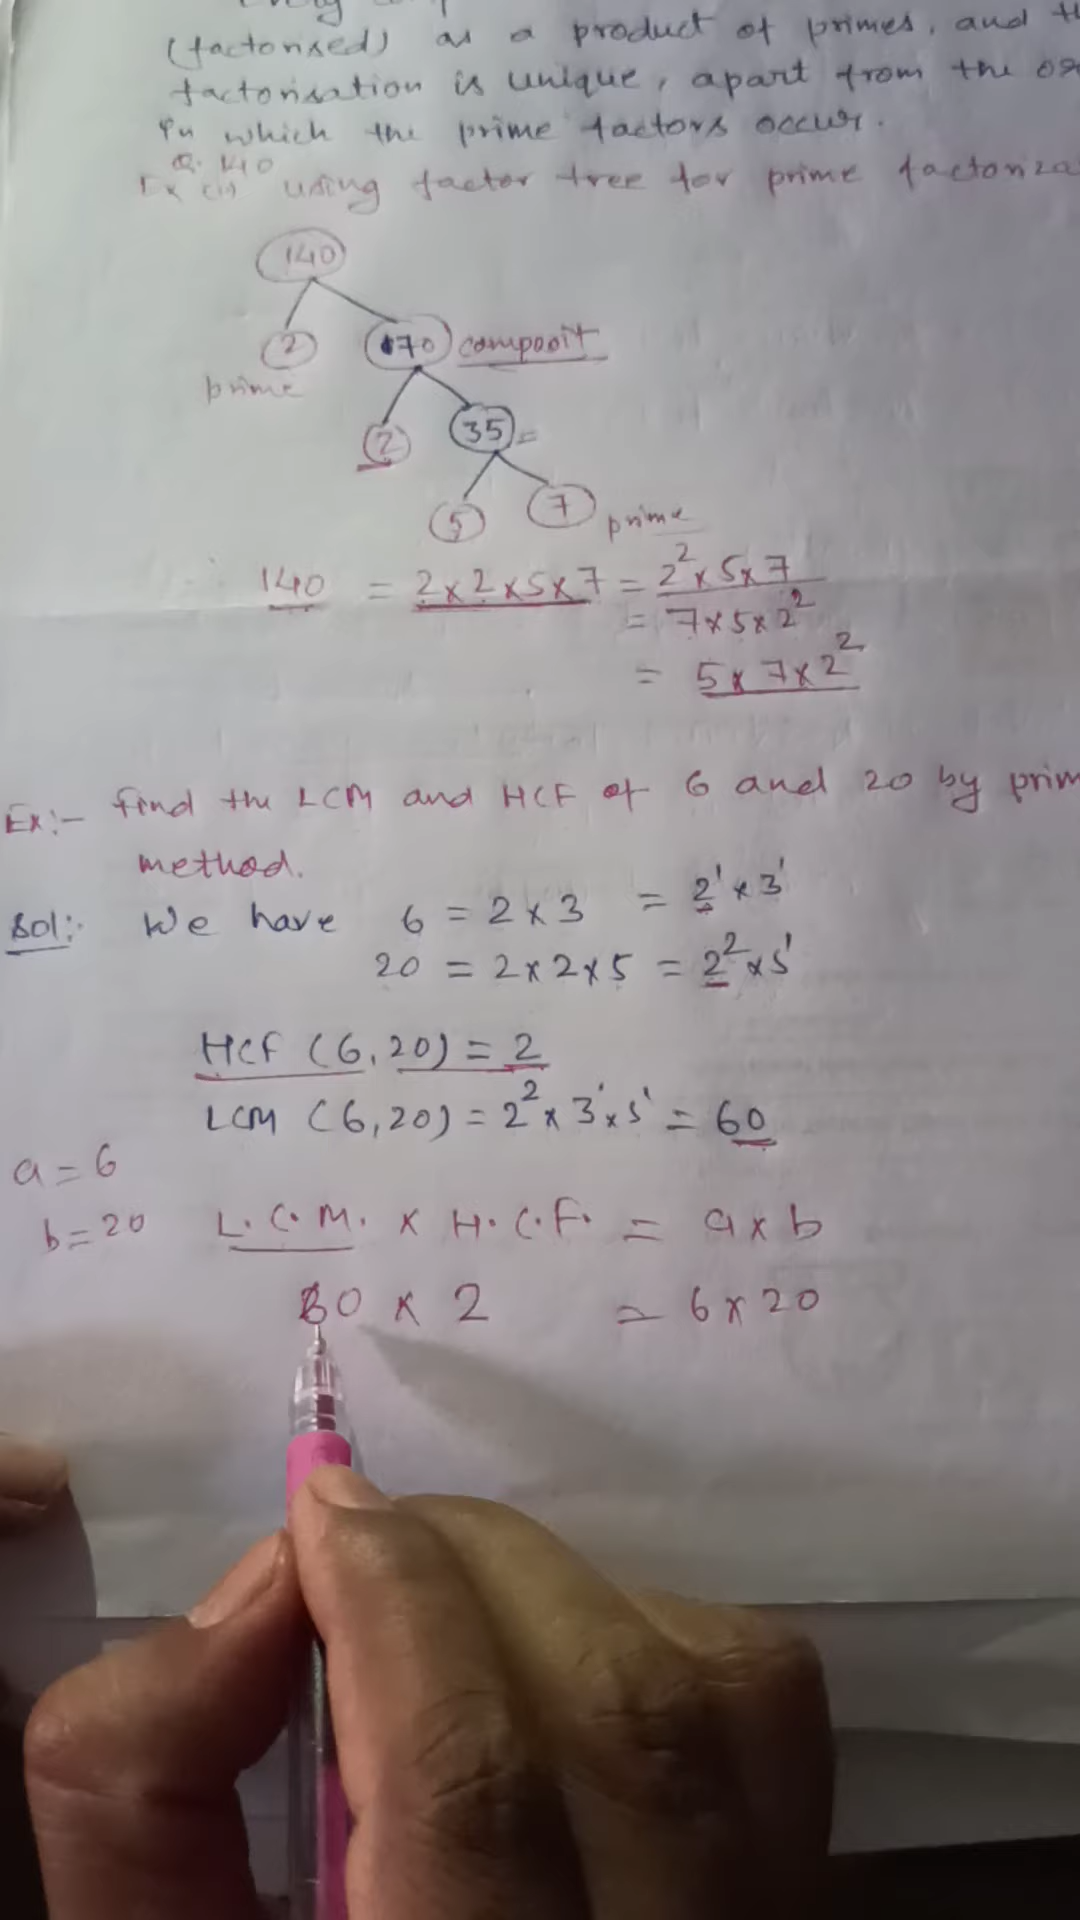 (factorised) as a product of primes, and
factorisation is unique, apart from the
in which the prime factors occur.
Q. 140
Ex (i) using factor tree for prime
140
2 70 composit
prime
2 35 =
5 7 prime
140 = 2×2×5×7 = 2²×5×7
= 7×5×2²
= 5×7×2²
Ex:- find the LCM and HCF of 6 and 20 by
method.
Sol:- We have 6 = 2×3 = 2¹×3¹
20 = 2×2×5 = 2²×5¹
HCF (6,20) = 2
LCM (6,20) = 2²×3¹×5¹ = 60
a = 6
b = 20 L.C.M. × H.C.F. = a×b
60 × 2 = 6×20